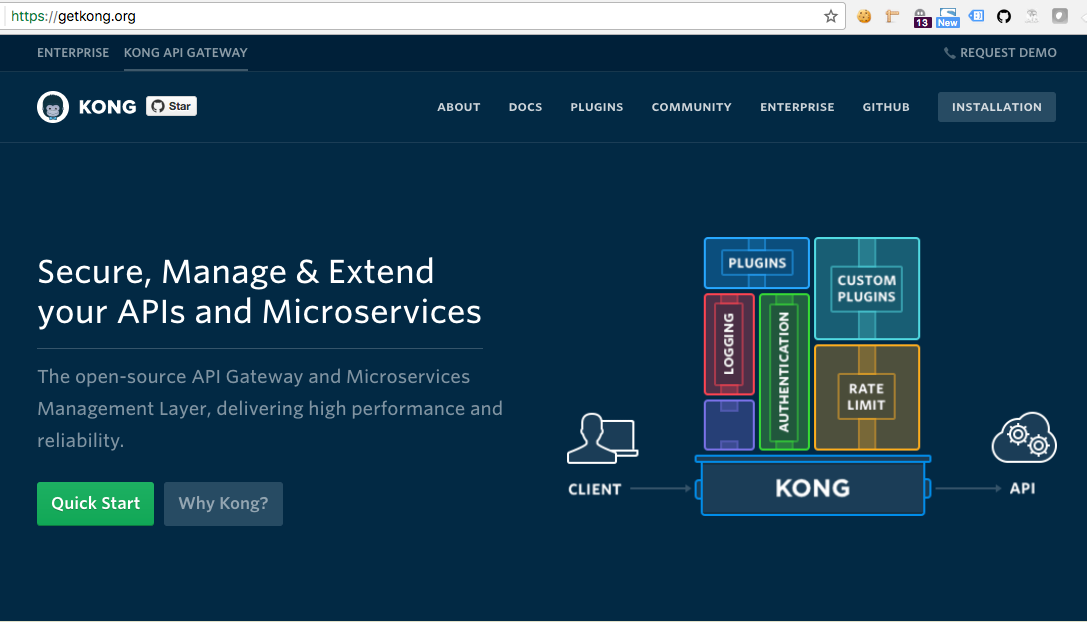 https://getkong.org
13
New
ENTERPRISE KONG API GATEWAY
REQUEST DEMO
KONG
Star
ABOUT DOCS PLUGINS COMMUNITY ENTERPRISE GITHUB INSTALLATION
Secure, Manage & Extend
your APIs and Microservices
The open-source API Gateway and Microservices
Management Layer, delivering high performance and
reliability.
Quick Start
Why Kong?
PLUGINS
CUSTOM
PLUGINS
LOGGING
AUTHENTICATION
RATE
LIMIT
CLIENT
KONG
API